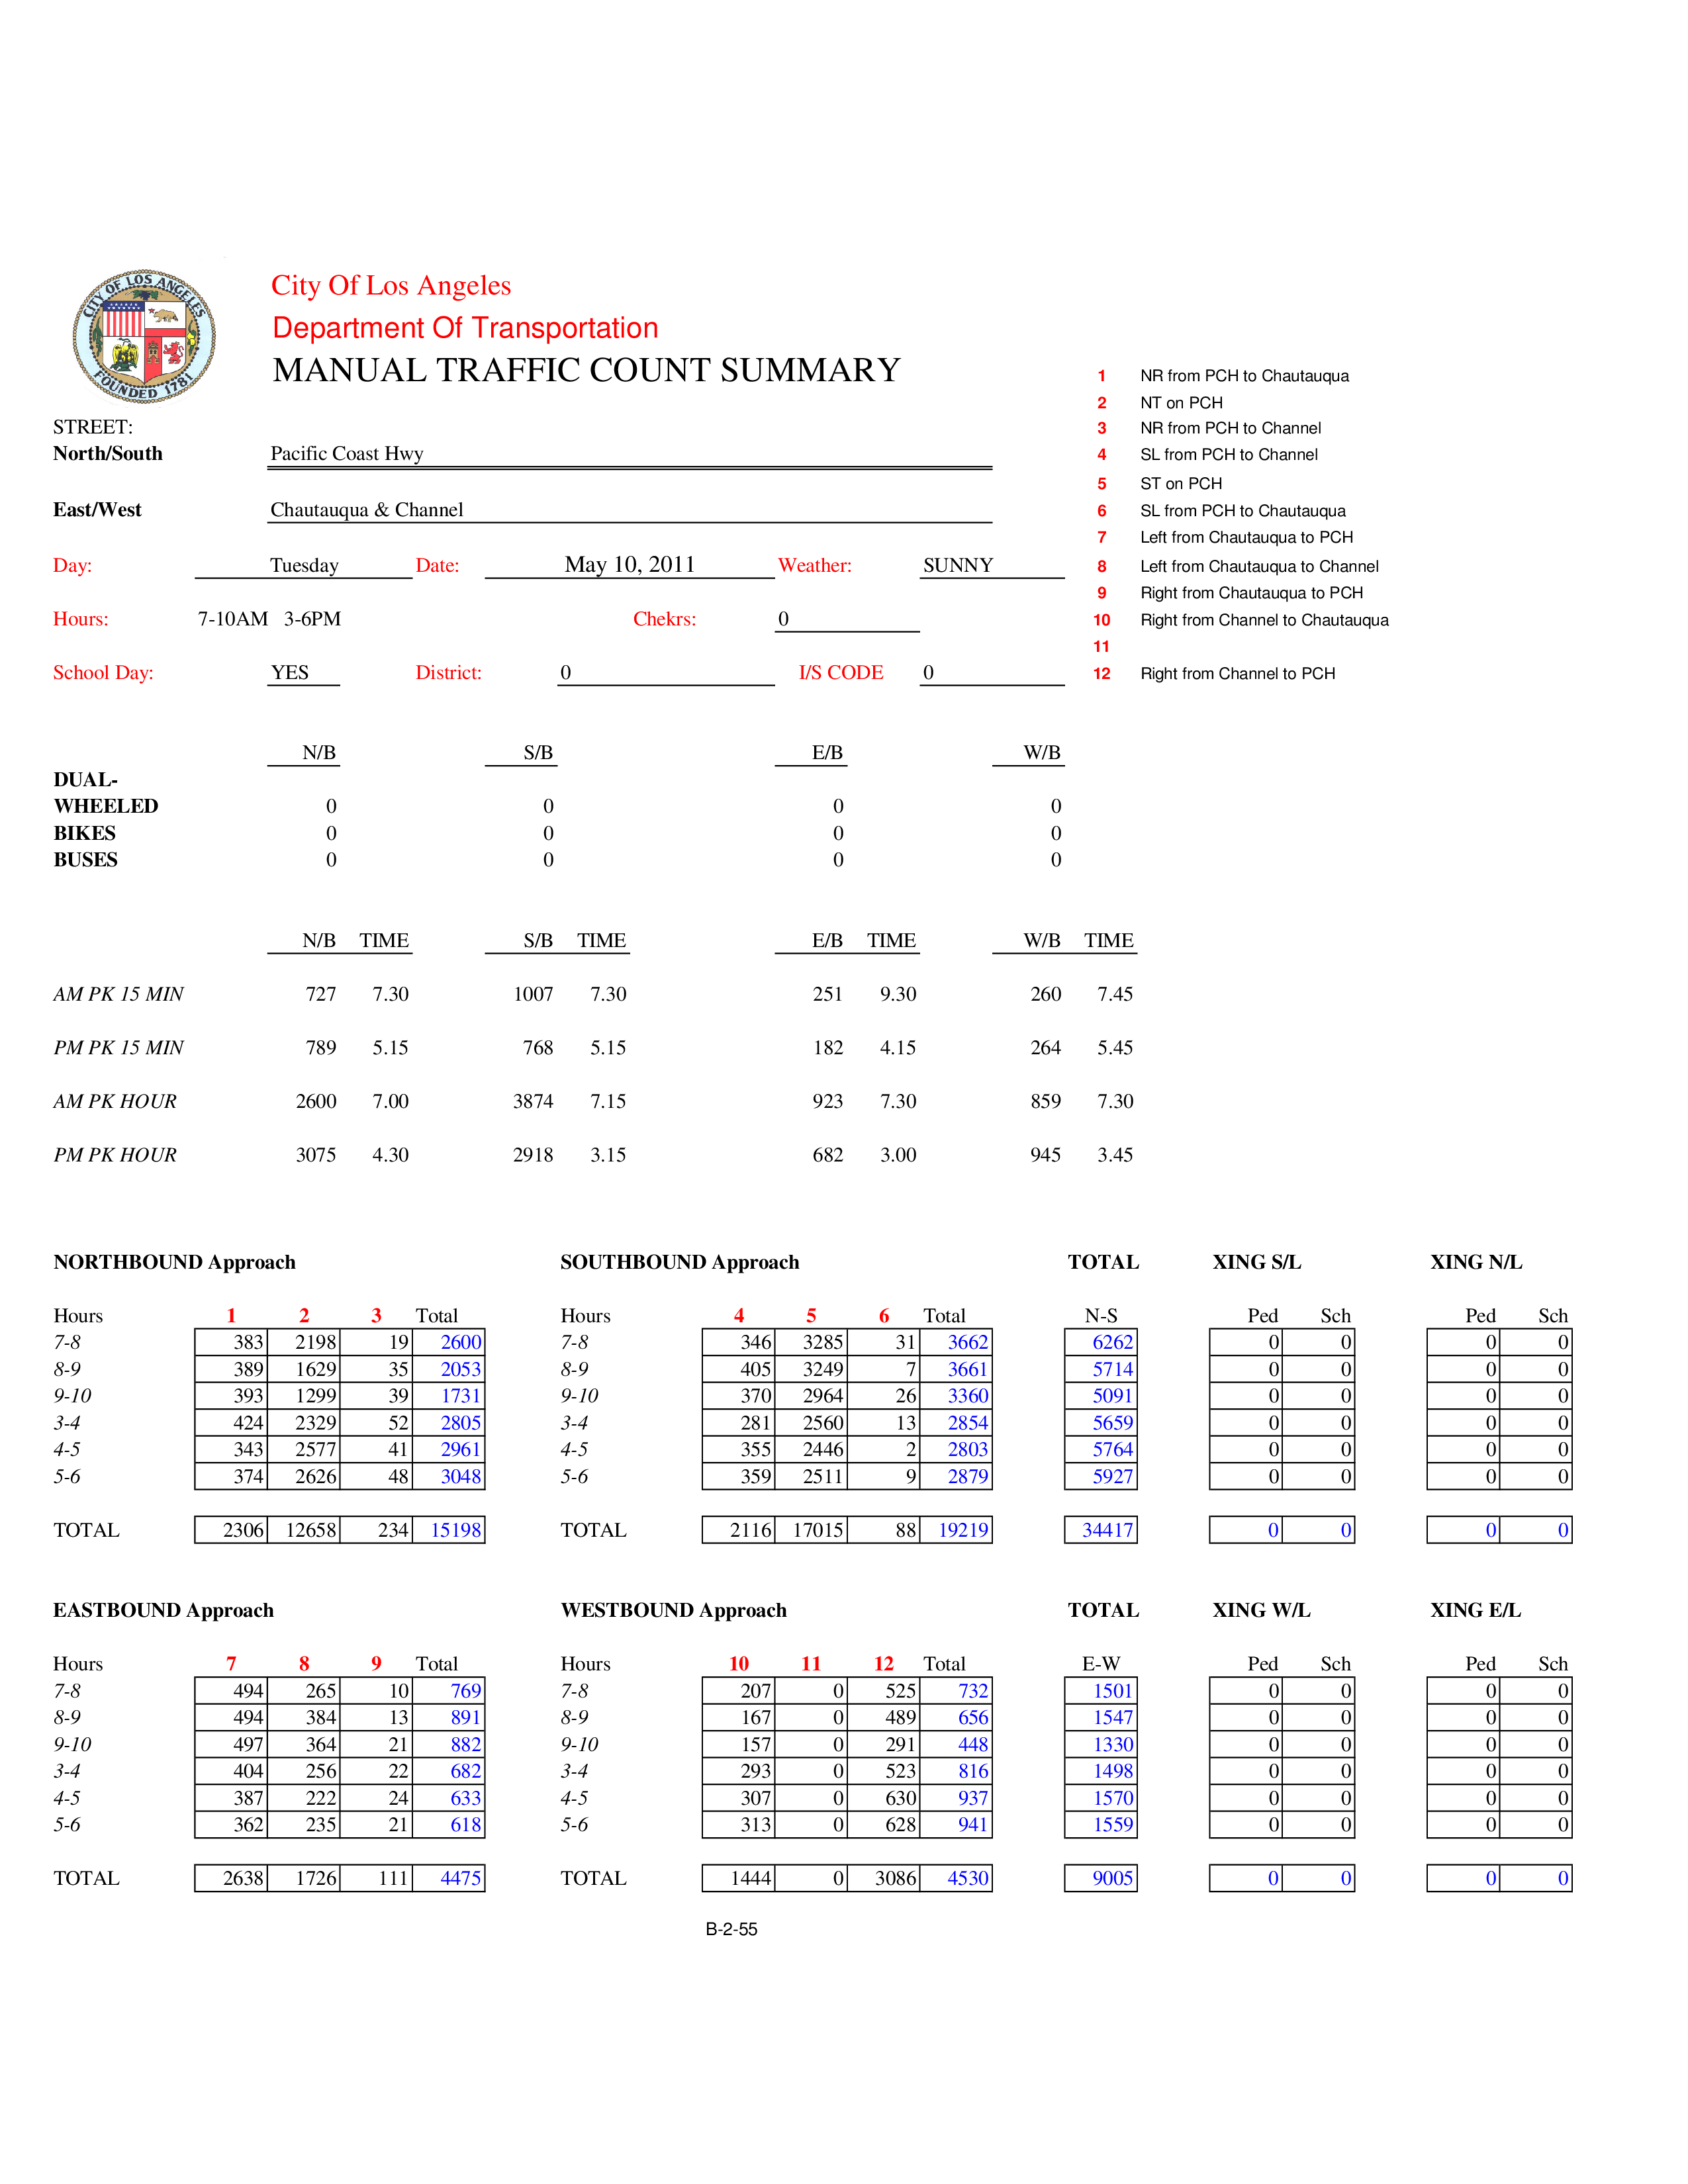 CITY OF LOS ANGELES
FOUNDED 1781
City Of Los Angeles
Department Of Transportation
MANUAL TRAFFIC COUNT SUMMARY
1 NR from PCH to Chautauqua
2 NT on PCH
3 NR from PCH to Channel
4 SL from PCH to Channel
5 ST on PCH
6 SL from PCH to Chautauqua
7 Left from Chautauqua to PCH
8 Left from Chautauqua to Channel
9 Right from Chautauqua to PCH
10 Right from Channel to Chautauqua
11
12 Right from Channel to PCH
STREET:
North/South Pacific Coast Hwy
East/West Chautauqua & Channel
Day: Tuesday Date: May 10, 2011 Weather: SUNNY
Hours: 7-10AM 3-6PM Chekrs: 0
School Day: YES District: 0 I/S CODE 0
N/B S/B E/B W/B
DUAL-
WHEELED 0 0 0 0
BIKES 0 0 0 0
BUSES 0 0 0 0
N/B TIME S/B TIME E/B TIME W/B TIME
AM PK 15 MIN 727 7.30 1007 7.30 251 9.30 260 7.45
PM PK 15 MIN 789 5.15 768 5.15 182 4.15 264 5.45
AM PK HOUR 2600 7.00 3874 7.15 923 7.30 859 7.30
PM PK HOUR 3075 4.30 2918 3.15 682 3.00 945 3.45
NORTHBOUND Approach SOUTHBOUND Approach TOTAL XING S/L XING N/L
Hours 1 2 3 Total Hours 4 5 6 Total N-S Ped Sch Ped Sch
7-8 383 2198 19 2600 7-8 346 3285 31 3662 6262 0 0 0 0
8-9 389 1629 35 2053 8-9 405 3249 7 3661 5714 0 0 0 0
9-10 393 1299 39 1731 9-10 370 2964 26 3360 5091 0 0 0 0
3-4 424 2329 52 2805 3-4 281 2560 13 2854 5659 0 0 0 0
4-5 343 2577 41 2961 4-5 355 2446 2 2803 5764 0 0 0 0
5-6 374 2626 48 3048 5-6 359 2511 9 2879 5927 0 0 0 0
TOTAL 2306 12658 234 15198 TOTAL 2116 17015 88 19219 34417 0 0 0 0
EASTBOUND Approach WESTBOUND Approach TOTAL XING W/L XING E/L
Hours 7 8 9 Total Hours 10 11 12 Total E-W Ped Sch Ped Sch
7-8 494 265 10 769 7-8 207 0 525 732 1501 0 0 0 0
8-9 494 384 13 891 8-9 167 0 489 656 1547 0 0 0 0
9-10 497 364 21 882 9-10 157 0 291 448 1330 0 0 0 0
3-4 404 256 22 682 3-4 293 0 523 816 1498 0 0 0 0
4-5 387 222 24 633 4-5 307 0 630 937 1570 0 0 0 0
5-6 362 235 21 618 5-6 313 0 628 941 1559 0 0 0 0
TOTAL 2638 1726 111 4475 TOTAL 1444 0 3086 4530 9005 0 0 0 0
B-2-55